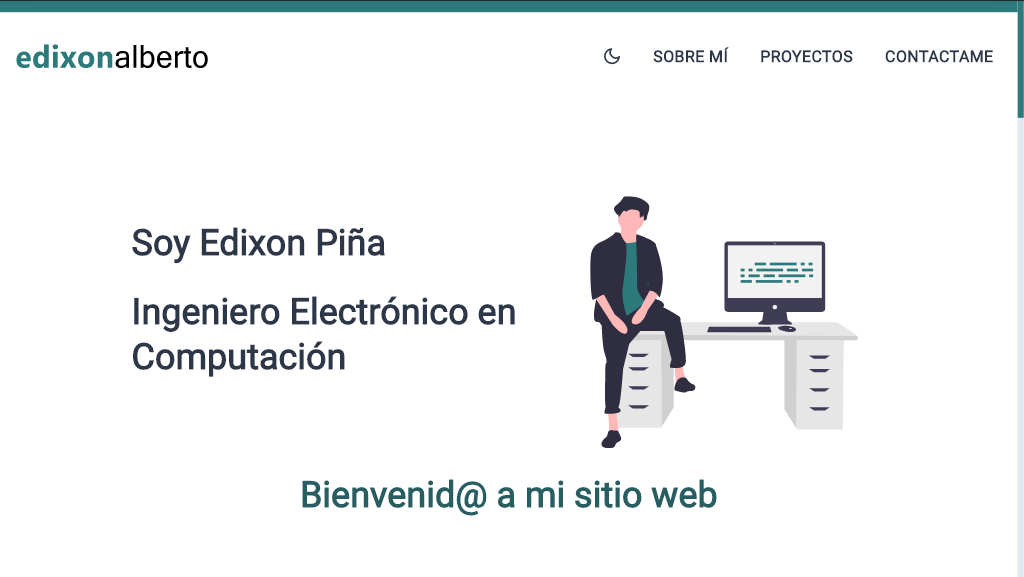 edixonalberto
SOBRE MÍ
PROYECTOS
CONTACTAME
Soy Edixon Piña
Ingeniero Electrónico en
Computación
Bienvenid@ a mi sitio web